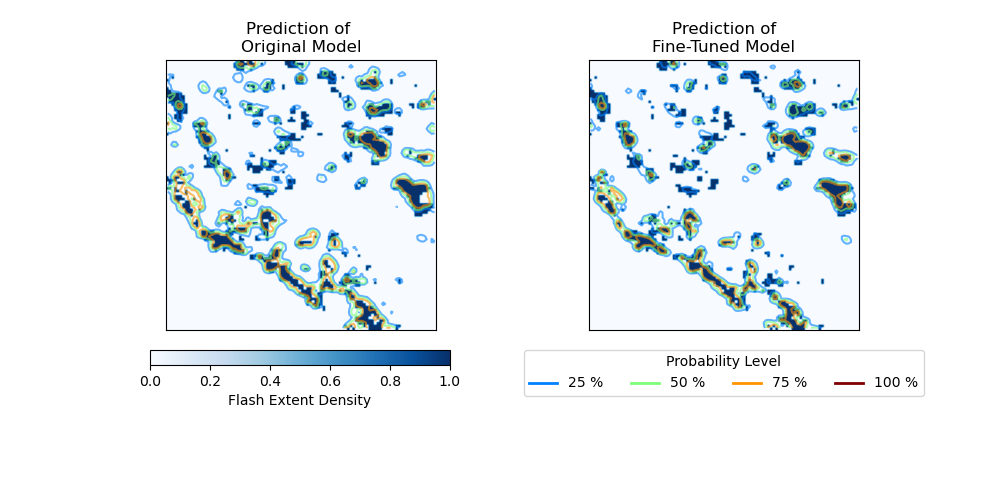 Prediction of
Original Model
Prediction of
Fine-Tuned Model
0.0 0.2 0.4 0.6 0.8 1.0
Flash Extent Density
Probability Level
25 % 50 % 75 % 100 %